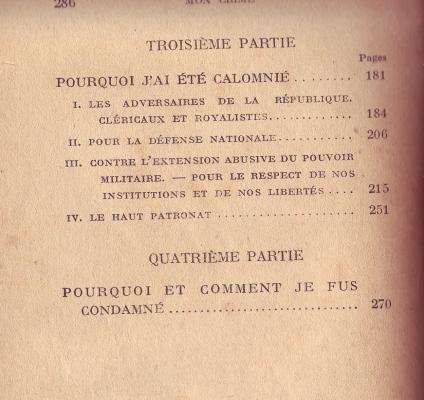 286 MON CRIME
TROISIÈME PARTIE
Pages
POURQUOI J'AI ÉTÉ CALOMNIÉ ........ 181
I. LES ADVERSAIRES DE LA RÉPUBLIQUE.
CLÉRICAUX ET ROYALISTES............ 184
II. POUR LA DÉFENSE NATIONALE........... 206
III. CONTRE L'EXTENSION ABUSIVE DU POUVOIR
MILITAIRE. — POUR LE RESPECT DE NOS
INSTITUTIONS ET DE NOS LIBERTÉS .... 215
IV. LE HAUT PATRONAT .................... 251
QUATRIÈME PARTIE
POURQUOI ET COMMENT JE FUS
CONDAMNÉ ............................ 270